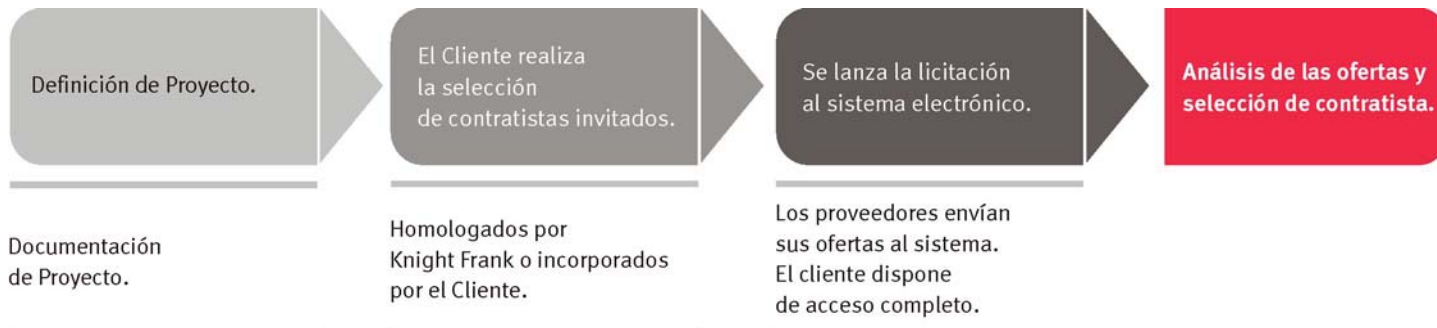 Definición de Proyecto.
El Cliente realiza
la selección
de contratistas invitados.
Se lanza la licitación
al sistema electrónico.
Análisis de las ofertas y
selección de contratista.
Documentación
de Proyecto.
Homologados por
Knight Frank o incorporados
por el Cliente.
Los proveedores envían
sus ofertas al sistema.
El cliente dispone
de acceso completo.